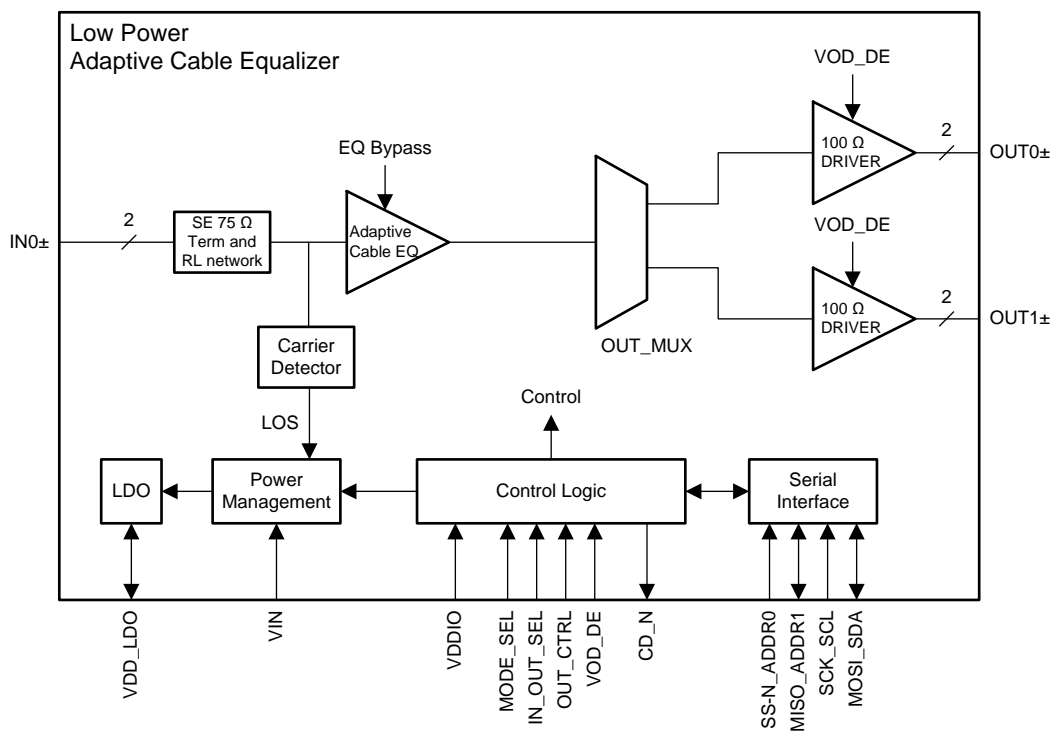 Low Power
Adaptive Cable Equalizer
VOD_DE
EQ Bypass
100 Ω
DRIVER
2
OUT0±
IN0±
2
SE 75 Ω
Term and
RL network
Adaptive
Cable EQ
VOD_DE
100 Ω
DRIVER
2
OUT1±
OUT_MUX
Carrier
Detector
LOS
Control
LDO
Power
Management
Control Logic
Serial
Interface
VDD_LDO
VIN
VDDIO
MODE_SEL
IN_OUT_SEL
OUT_CTRL
VOD_DE
CD_N
SS-N_ADDR0
MISO_ADDR1
SCK_SCL
MOSI_SDA